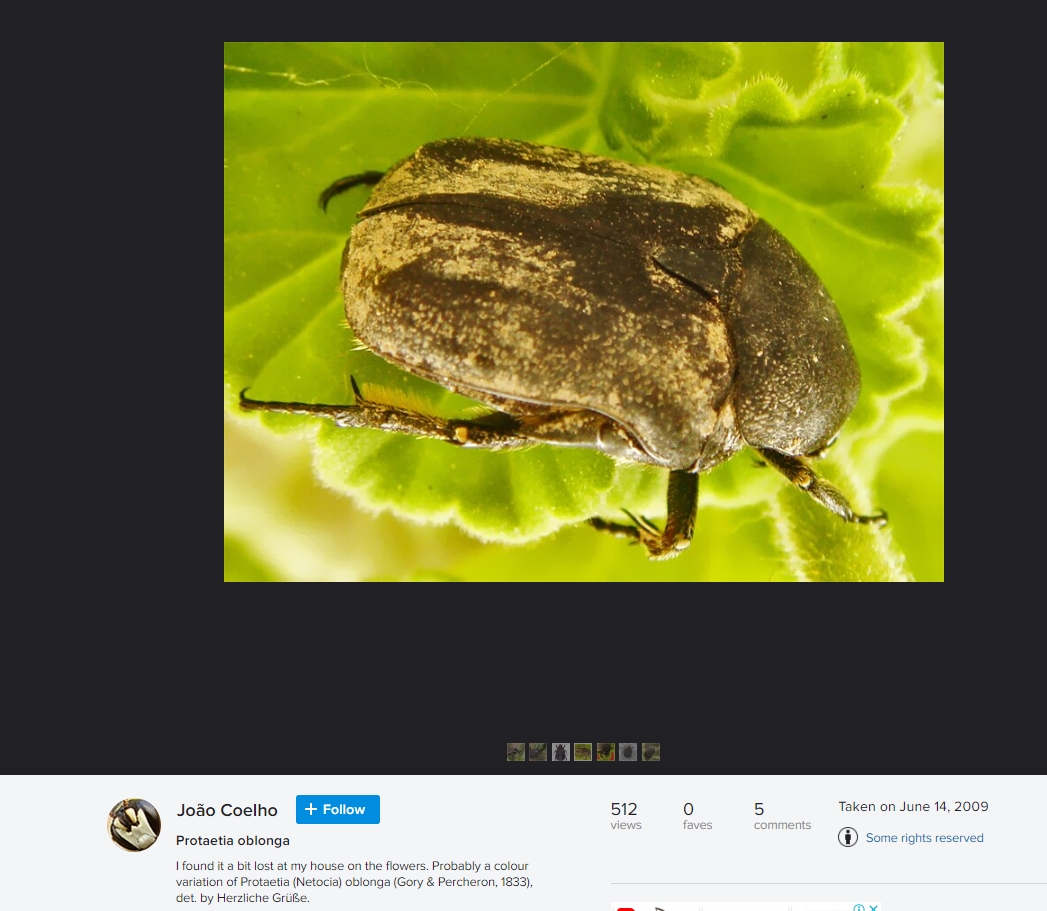 João Coelho
+ Follow
Protaetia oblonga
I found it a bit lost at my house on the flowers. Probably a colour
variation of Protaetia (Netocia) oblonga (Gory & Percheron, 1833),
det. by Herzliche Grüße.
512
views
0
faves
5
comments
Taken on June 14, 2009
Some rights reserved